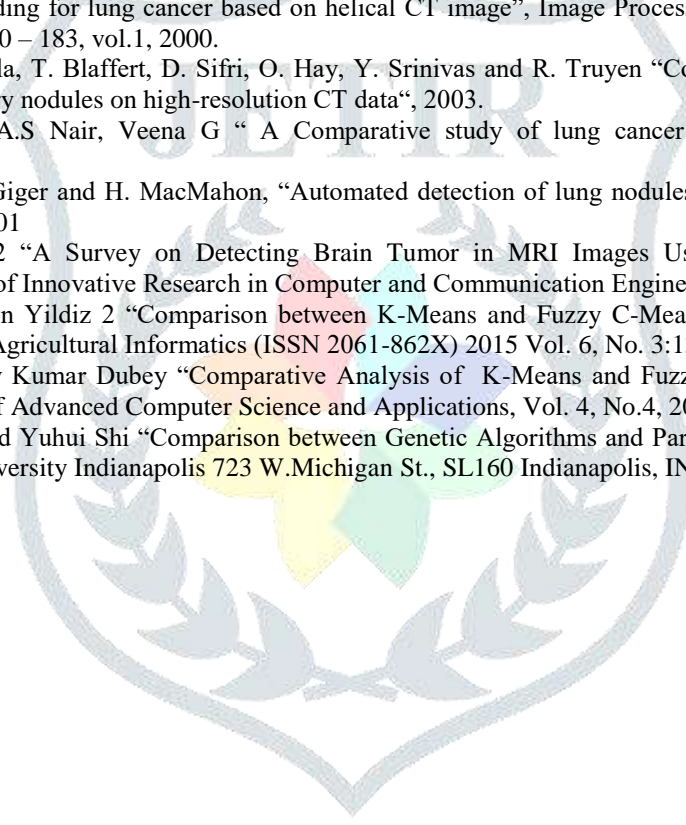 ding for lung cancer based on helical CT image”, Image Proces
0 – 183, vol.1, 2000.
la, T. Blaffert, D. Sifri, O. Hay, Y. Srinivas and R. Truyen “Co
ry nodules on high-resolution CT data“, 2003.
A.S Nair, Veena G “ A Comparative study of lung cancer
JETIR
Giger and H. MacMahon, “Automated detection of lung nodules
01
2 “A Survey on Detecting Brain Tumor in MRI Images Us
of Innovative Research in Computer and Communication Engine
n Yildiz 2 “Comparison between K-Means and Fuzzy C-Mea
Agricultural Informatics (ISSN 2061-862X) 2015 Vol. 6, No. 3:1
y Kumar Dubey “Comparative Analysis of K-Means and Fuzz
f Advanced Computer Science and Applications, Vol. 4, No.4, 20
d Yuhui Shi “Comparison between Genetic Algorithms and Par
versity Indianapolis 723 W.Michigan St., SL160 Indianapolis, IN